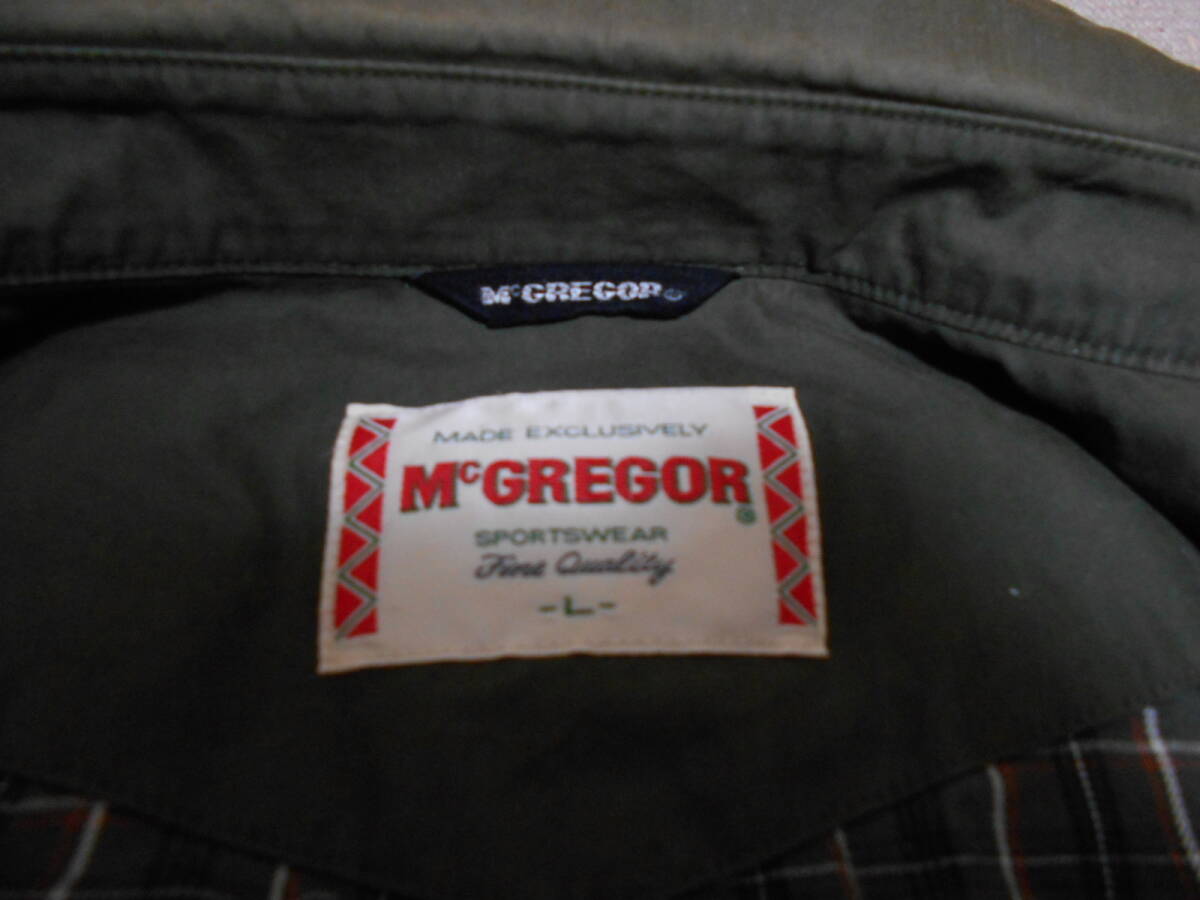 McGREGOR®
MADE EXCLUSIVELY
McGREGOR®
SPORTSWEAR
Fine Quality
-L-